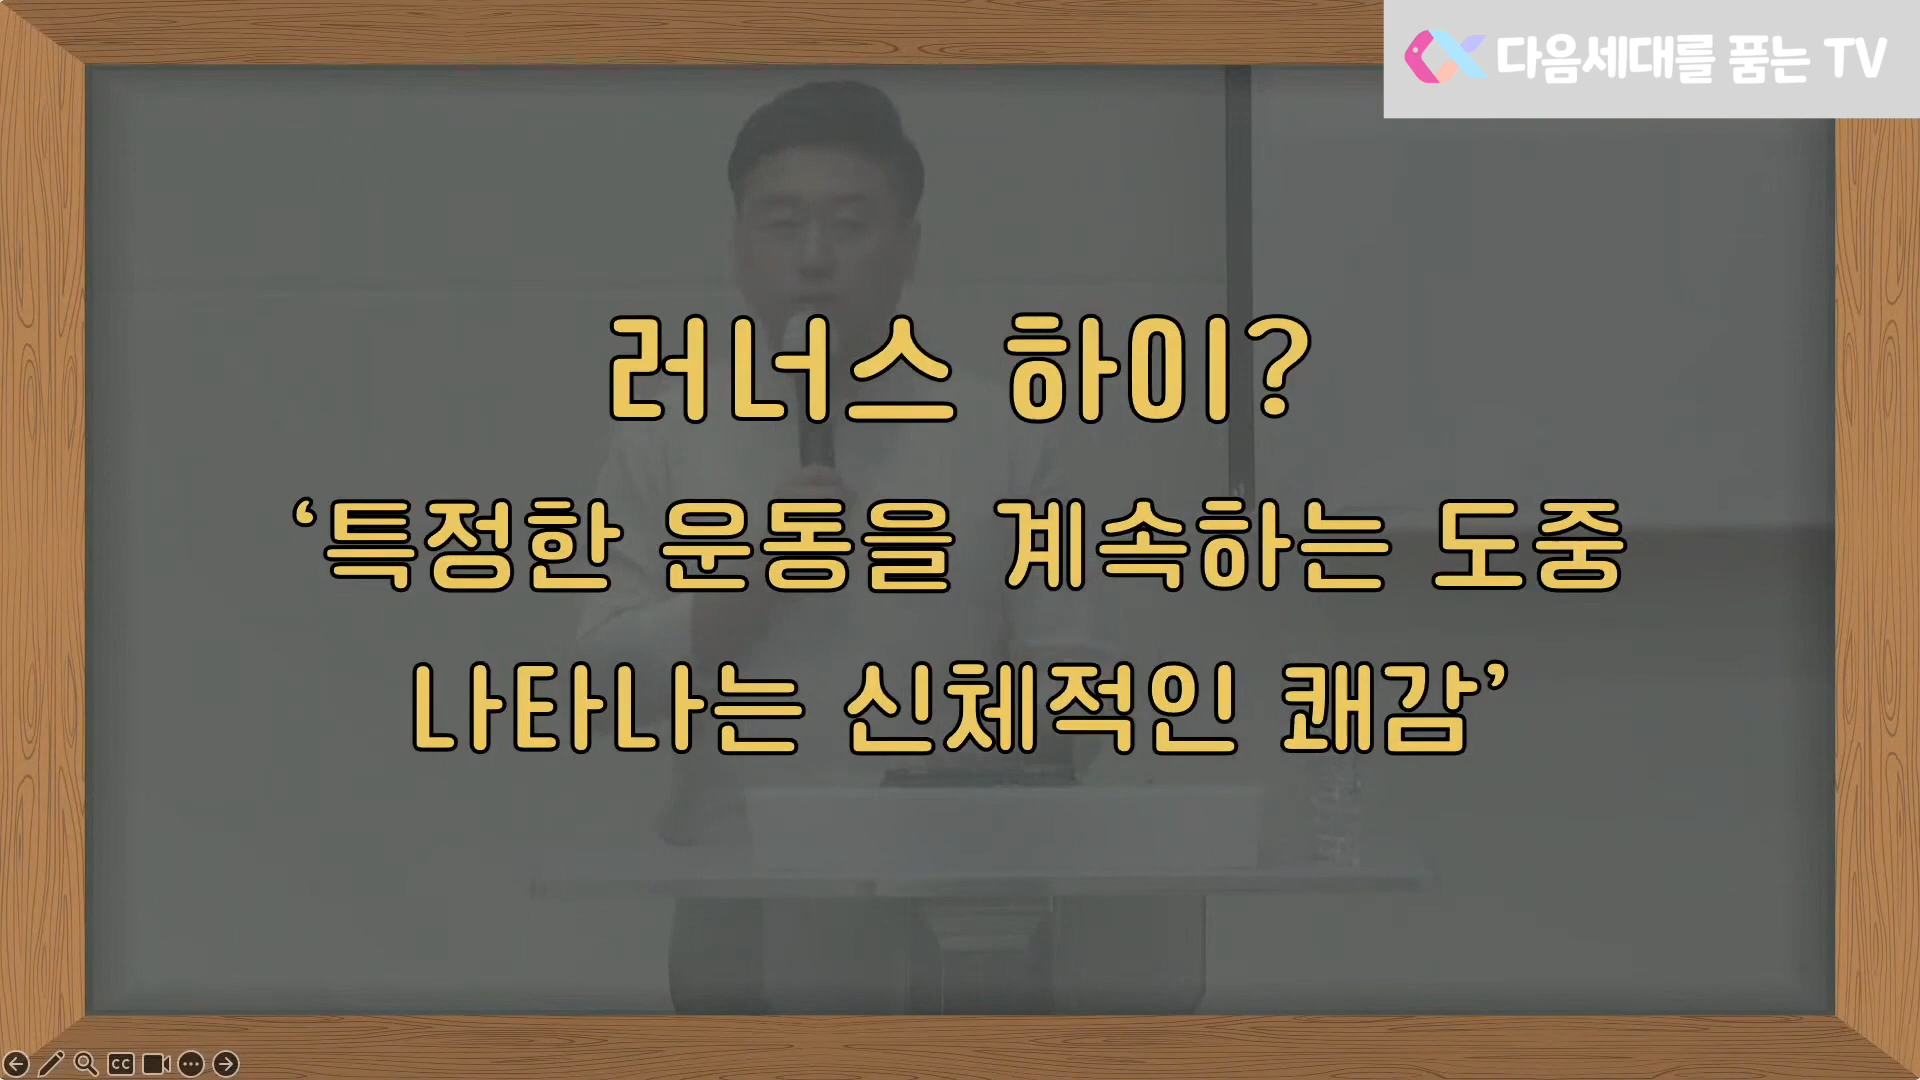 다음세대를 품는 TV
러너스 하이?
‘특정한 운동을 계속하는 도중
나타나는 신체적인 쾌감’
CC